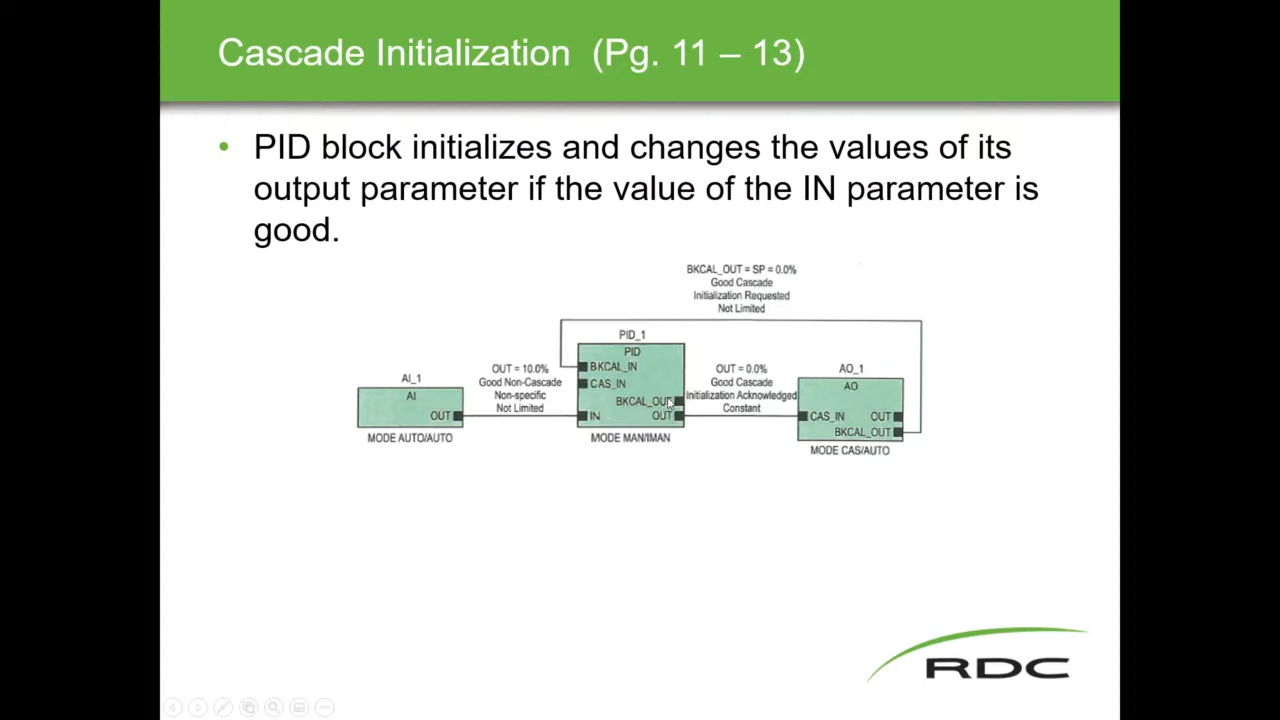 Cascade Initialization (Pg. 11 – 13)
• PID block initializes and changes the values of its
output parameter if the value of the IN parameter is
good.
BKCAL_OUT = SP = 0.0%
Good Cascade
Initialization Requested
Not Limited
PID_1
PID
BKCAL_IN
CAS_IN
BKCAL_OUT
IN
OUT
MODE MAN/IMAN
OUT = 10.0%
Good Non-Cascade
Non-specific
Not Limited
AI_1
AI
OUT
MODE AUTO/AUTO
OUT = 0.0%
Good Cascade
Initialization Acknowledged
Constant
AO_1
AO
CAS_IN
OUT
BKCAL_OUT
MODE CAS/AUTO
RDC